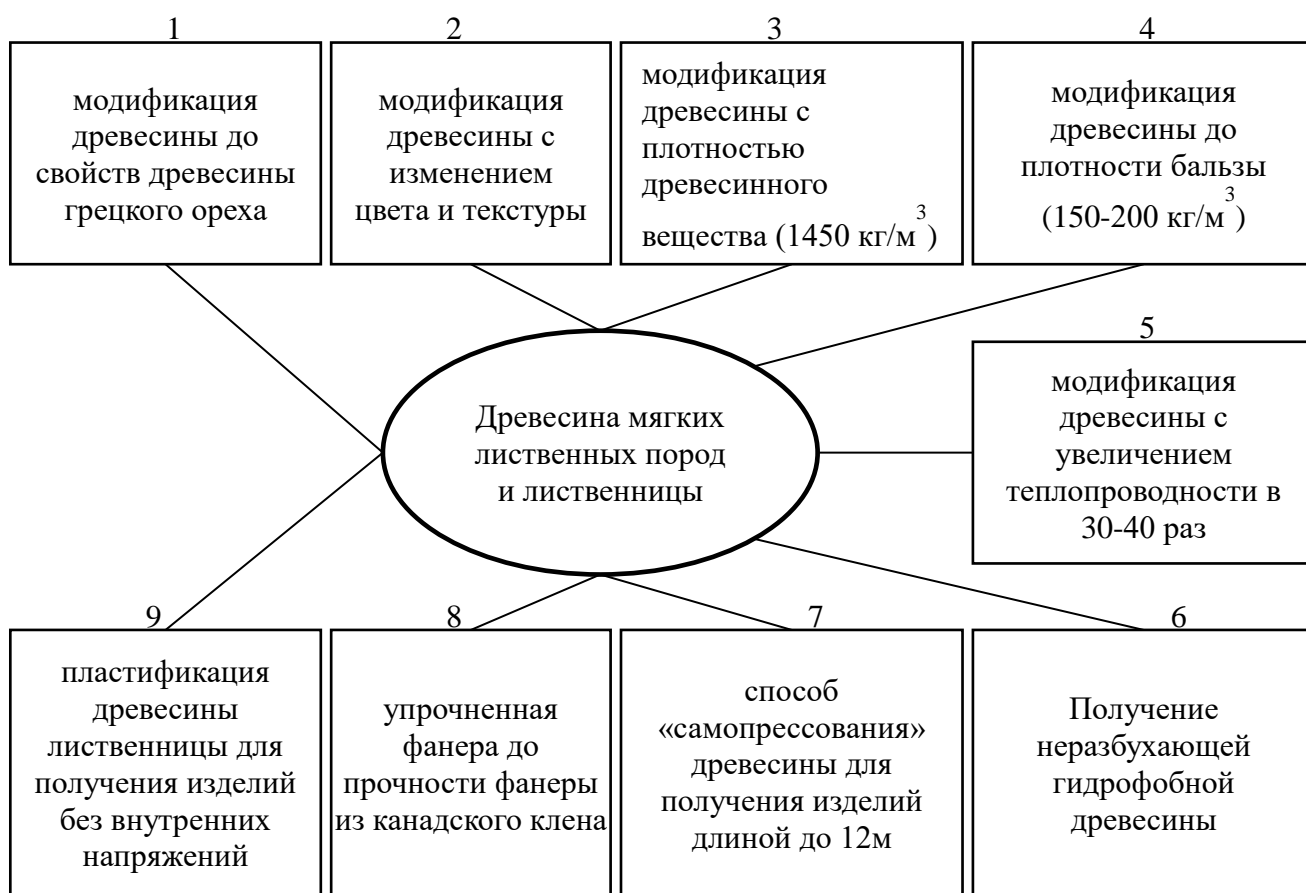 1
модификация
древесины до
свойств древесины
грецкого ореха
2
модификация
древесины с
изменением
цвета и текстуры
3
модификация
древесины с
плотностью
древесинного
вещества (1450 кг/м³)
4
модификация
древесины до
плотности бальзы
(150-200 кг/м³)
Древесина мягких
лиственных пород
и лиственницы
5
модификация
древесины с
увеличением
теплопроводности в
30-40 раз
9
пластификация
древесины
лиственницы для
получения изделий
без внутренних
напряжений
8
упрочненная
фанера до
прочности фанеры
из канадского клена
7
способ
«самопрессования»
древесины для
получения изделий
длиной до 12м
6
Получение
неразбухающей
гидрофобной
древесины